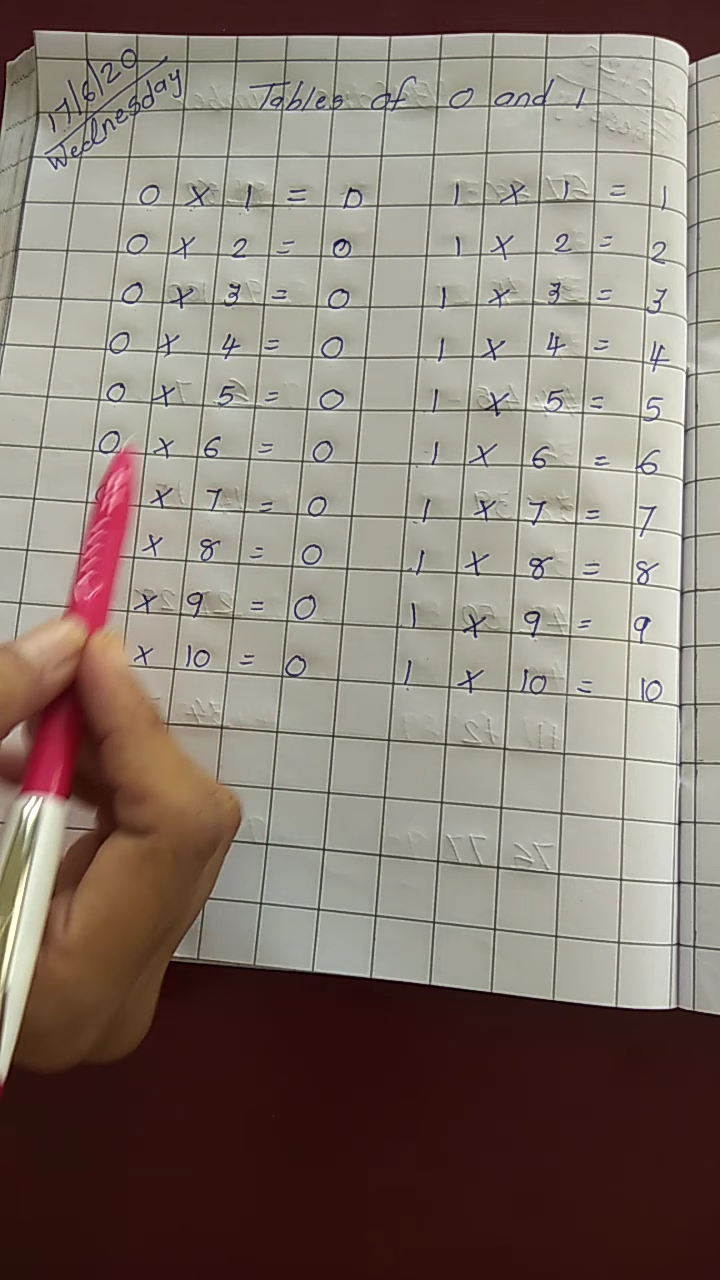 17/6/20
Wednesday
Tables of 0 and 1
0 x 1 = 0 1 x 1 = 1
0 x 2 = 0 1 x 2 = 2
0 x 3 = 0 1 x 3 = 3
0 x 4 = 0 1 x 4 = 4
0 x 5 = 0 1 x 5 = 5
0 x 6 = 0 1 x 6 = 6
x 7 = 0 1 x 7 = 7
x 8 = 0 1 x 8 = 8
x 9 = 0 1 x 9 = 9
x 10 = 0 1 x 10 = 10